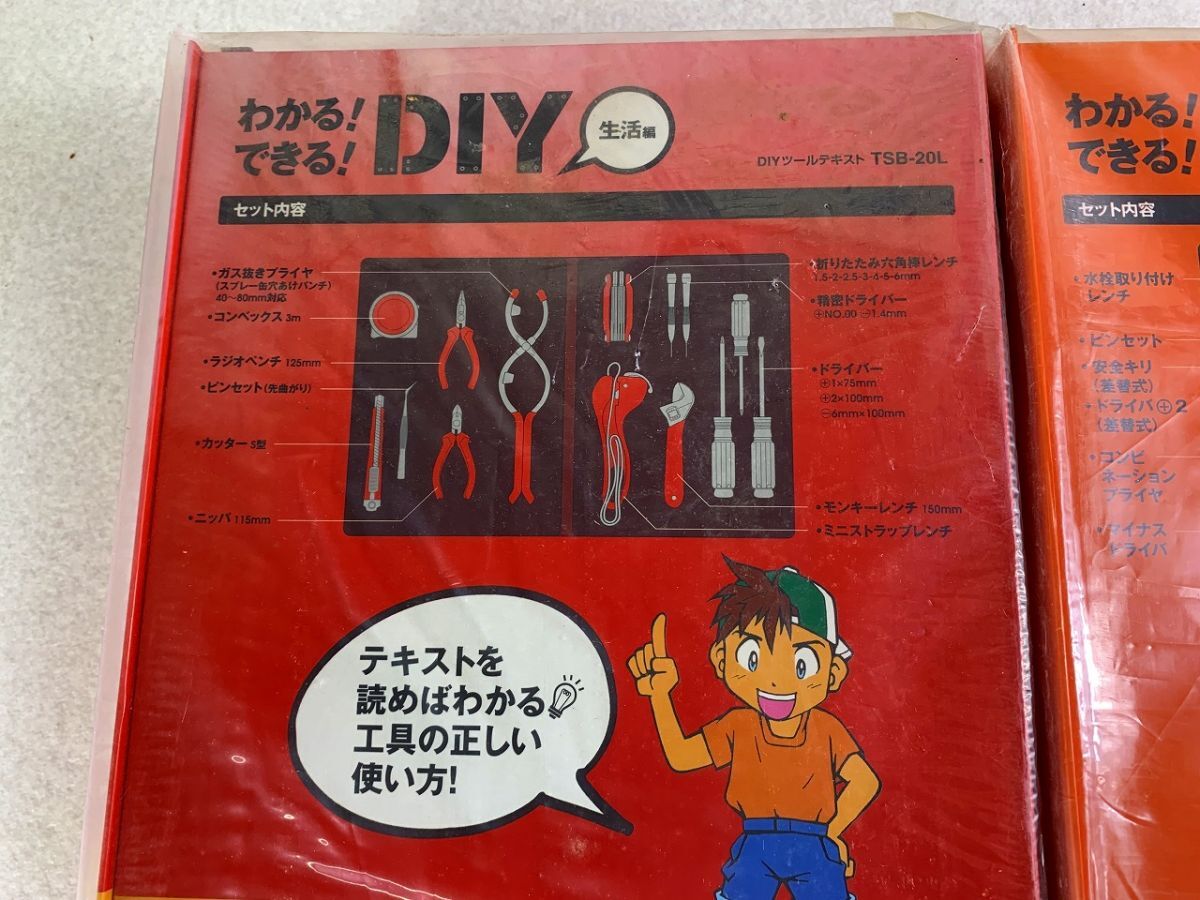 わかる!
できる!
DIY
生活編
DIYツールテキスト TSB-20L
セット内容
・ガス抜きプライヤ
(スプレー缶穴あけパンチ)
40～80mm対応
・コンベックス 3m
・ラジオペンチ 125mm
・ピンセット(先曲がり)
・カッター S型
・ニッパ 115mm
・折りたたみ六角棒レンチ
1.5-2-2.5-3-4-5-6mm
・精密ドライバー
⊕NO.00 ⊖1.4mm
・ドライバー
⊕1×75mm
⊕2×100mm
⊖6mm×100mm
・モンキーレンチ 150mm
・ミニストラップレンチ
テキストを
読めばわかる
工具の正しい
使い方!
わかる!
できる!
セット内容
・水栓取り付け
レンチ
・ピンセット
・安全キリ
(差替式)
・ドライバ⊕2
(差替式)
・コンビ
ネーション
プライヤ
・マイナス
ドライバ